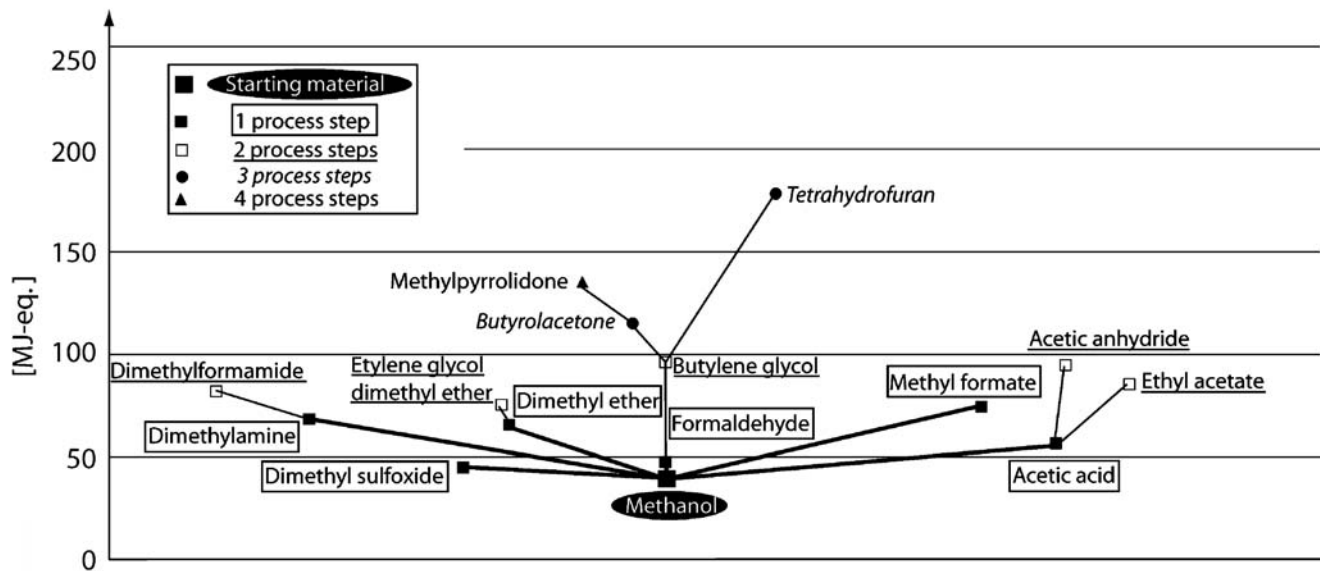 250
200
150
100
50
0
[MJ-eq.]
Starting material
1 process step
2 process steps
3 process steps
4 process steps
Tetrahydrofuran
Methylpyrrolidone
Butyrolacetone
Dimethylformamide
Etylene glycol
dimethyl ether
Dimethyl ether
Butylene glycol
Formaldehyde
Methyl formate
Acetic anhydride
Ethyl acetate
Dimethylamine
Dimethyl sulfoxide
Methanol
Acetic acid